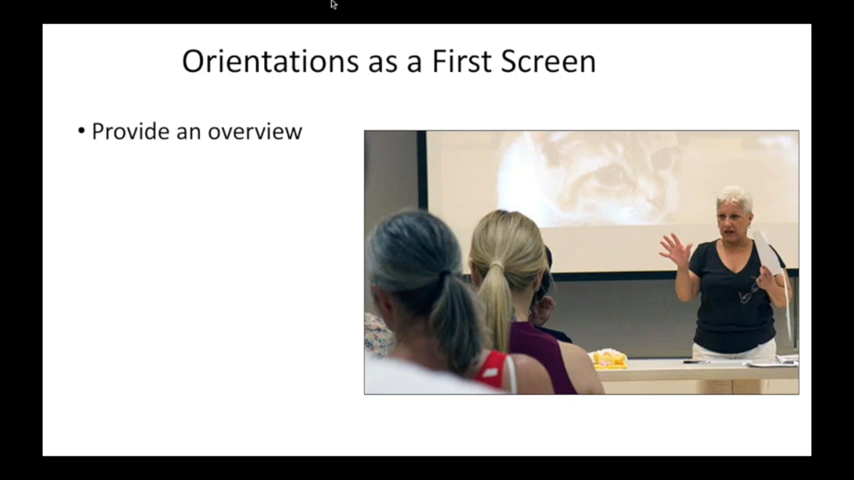 Orientations as a First Screen
• Provide an overview